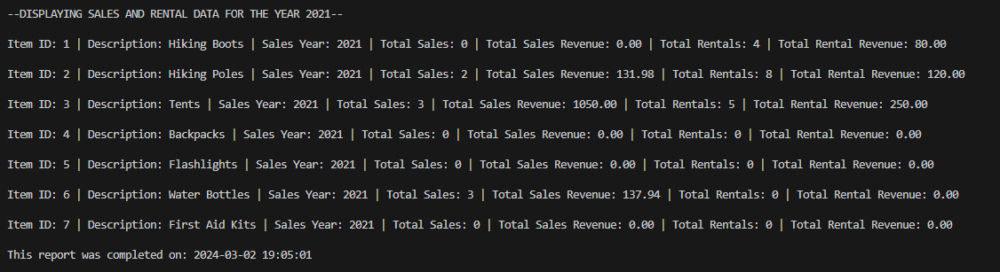 --DISPLAYING SALES AND RENTAL DATA FOR THE YEAR 2021--
Item ID: 1 | Description: Hiking Boots | Sales Year: 2021 | Total Sales: 0 | Total Sales Revenue: 0.00 | Total Rentals: 4 | Total Rental Revenue: 80.00
Item ID: 2 | Description: Hiking Poles | Sales Year: 2021 | Total Sales: 2 | Total Sales Revenue: 131.98 | Total Rentals: 8 | Total Rental Revenue: 120.00
Item ID: 3 | Description: Tents | Sales Year: 2021 | Total Sales: 3 | Total Sales Revenue: 1050.00 | Total Rentals: 5 | Total Rental Revenue: 250.00
Item ID: 4 | Description: Backpacks | Sales Year: 2021 | Total Sales: 0 | Total Sales Revenue: 0.00 | Total Rentals: 0 | Total Rental Revenue: 0.00
Item ID: 5 | Description: Flashlights | Sales Year: 2021 | Total Sales: 0 | Total Sales Revenue: 0.00 | Total Rentals: 0 | Total Rental Revenue: 0.00
Item ID: 6 | Description: Water Bottles | Sales Year: 2021 | Total Sales: 3 | Total Sales Revenue: 137.94 | Total Rentals: 0 | Total Rental Revenue: 0.00
Item ID: 7 | Description: First Aid Kits | Sales Year: 2021 | Total Sales: 0 | Total Sales Revenue: 0.00 | Total Rentals: 0 | Total Rental Revenue: 0.00
This report was completed on: 2024-03-02 19:05:01